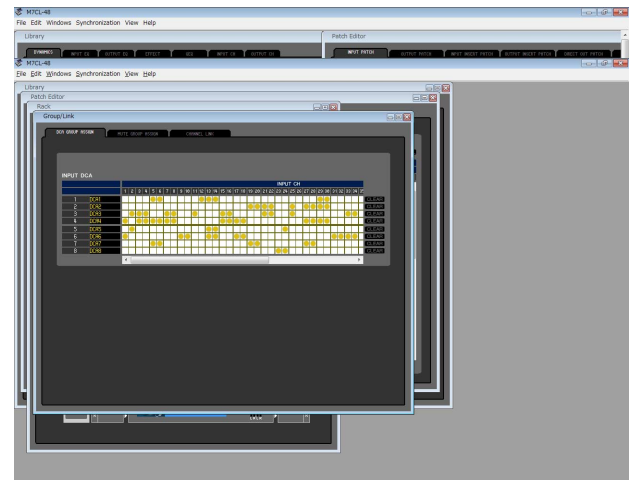 M7CL-48
File Edit Windows Synchronization View Help
Library
Patch Editor
DYNAMICS INPUT EQ OUTPUT EQ EFFECT GEQ INPUT CH OUTPUT CH
INPUT PATCH OUTPUT PATCH INPUT INSERT PATCH OUTPUT INSERT PATCH DIRECT OUT PATCH
M7CL-48
File Edit Windows Synchronization View Help
Library
Patch Editor
Rack
Group/Link
DCA GROUP ASSIGN MUTE GROUP ASSIGN CHANNEL LINK
INPUT DCA
INPUT CH
1 2 3 4 5 6 7 8 9 10 11 12 13 14 15 16 17 18 19 20 21 22 23 24 25 26 27 28 29 30 31 32 33 34
1 DCA1 CLEAR
2 DCA2 CLEAR
3 DCA3 CLEAR
4 DCA4 CLEAR
5 DCA5 CLEAR
6 DCA6 CLEAR
7 DCA7 CLEAR
8 DCA8 CLEAR